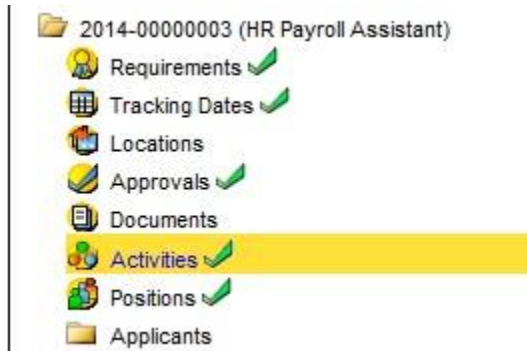 2014-00000003 (HR Payroll Assistant)
Requirements
Tracking Dates
Locations
Approvals
Documents
Activities
Positions
Applicants